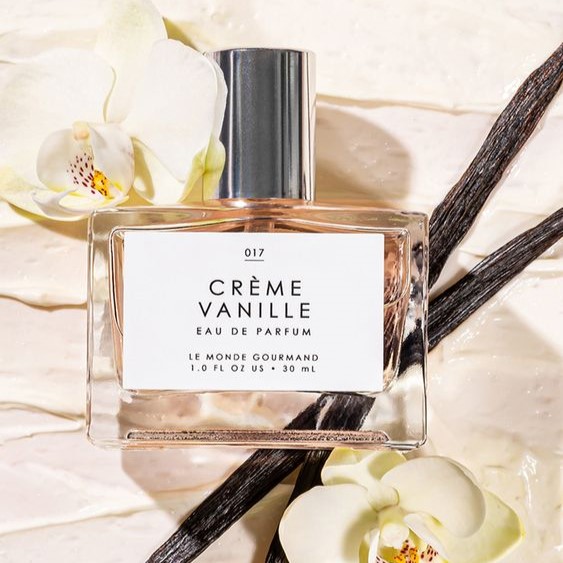 017
CRÈME
VANILLE
EAU DE PARFUM
LE MONDE GOURMAND
1.0 FL OZ US • 30 mL